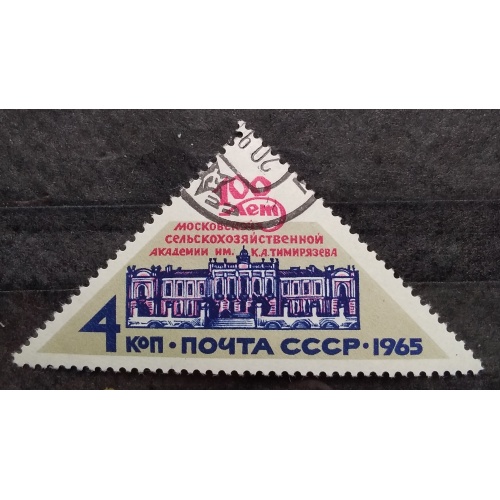 100
лет
МОСКОВСКОЙ
СЕЛЬСКОХОЗЯЙСТВЕННОЙ
АКАДЕМИИ ИМ. К.А.ТИМИРЯЗЕВА
4 КОП • ПОЧТА СССР • 1965